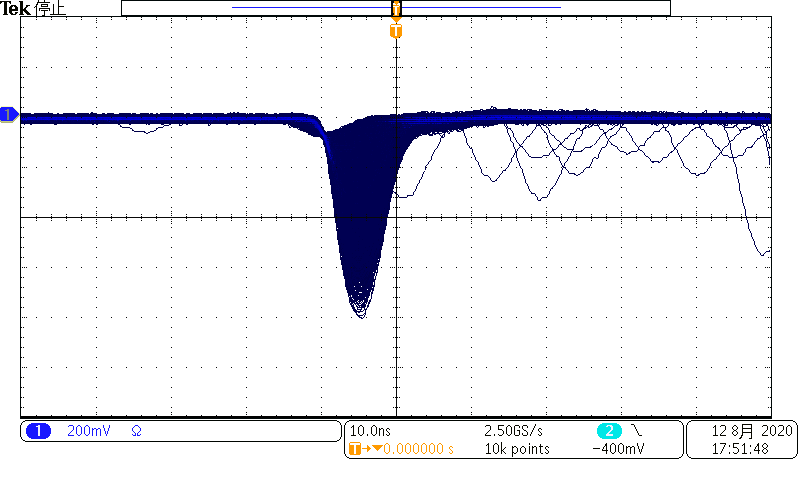 Tek 停止
T
T
1
1 200mV Ω
10.0ns 2.50GS/s 2
T→▼0.000000 s 10k points −400mV
12 8月 2020
17:51:48